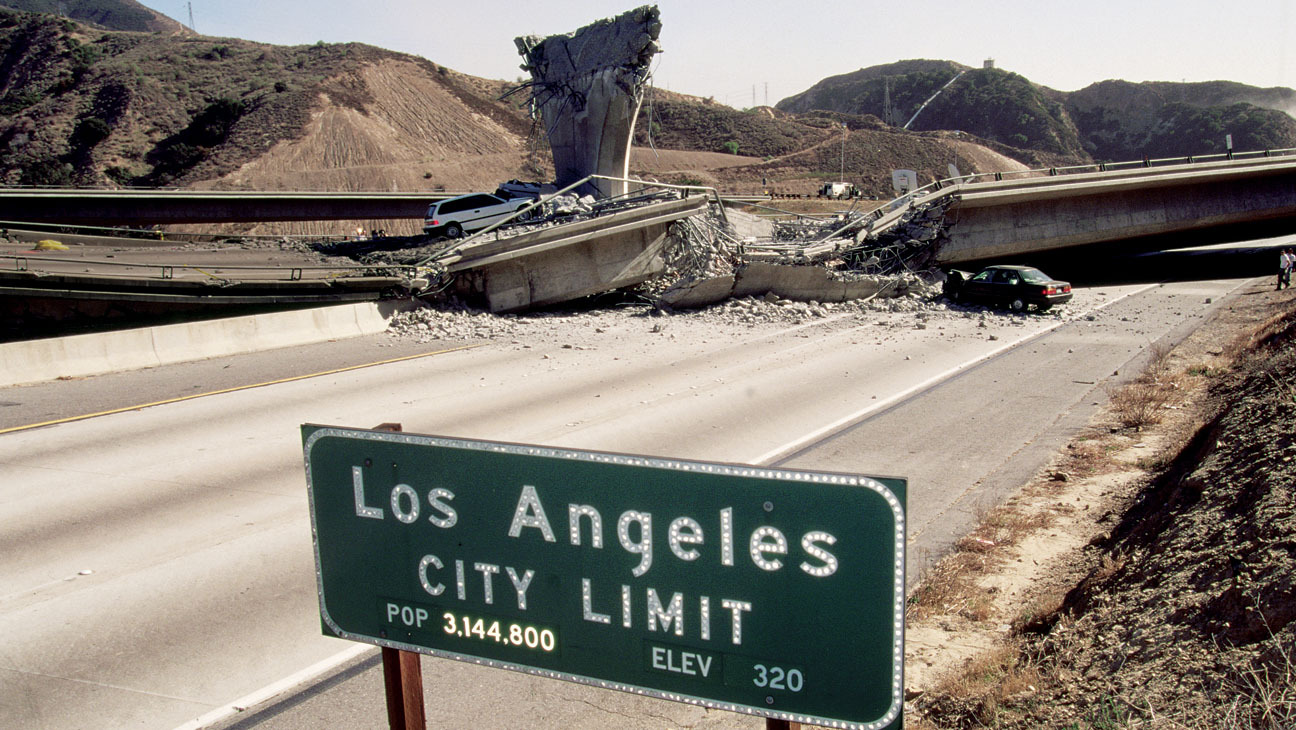 Los Angeles
CITY LIMIT
POP 3,144,800
ELEV 320